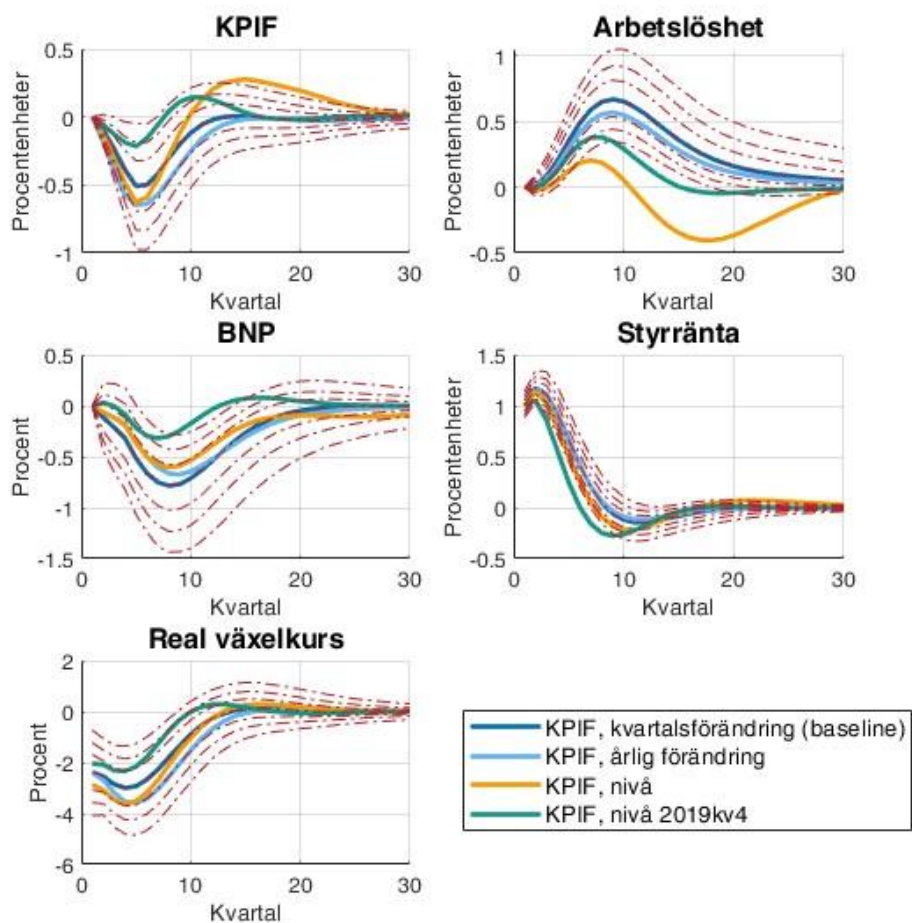 KPIF
Procentenheter
0.5
0
-0.5
-1
0 10 20 30
Kvartal
Arbetslöshet
Procentenheter
1
0.5
0
-0.5
0 10 20 30
Kvartal
BNP
Procent
0.5
0
-0.5
-1
-1.5
0 10 20 30
Kvartal
Styrränta
Procentenheter
1.5
1
0.5
0
-0.5
0 10 20 30
Kvartal
Real växelkurs
Procent
2
0
-2
-4
-6
0 10 20 30
Kvartal
KPIF, kvartalsförändring (baseline)
KPIF, årlig förändring
KPIF, nivå
KPIF, nivå 2019kv4